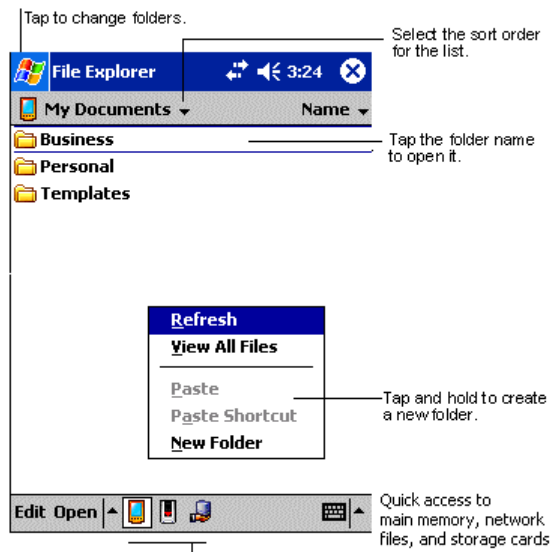 Tap to change folders.
Select the sort order
for the list.
File Explorer 3:24
My Documents Name
Business
Tap the folder name
to open it.
Personal
Templates
Refresh
View All Files
Paste
Paste Shortcut
New Folder
Tap and hold to create
a new folder.
Edit Open
Quick access to
main memory, network
files, and storage cards